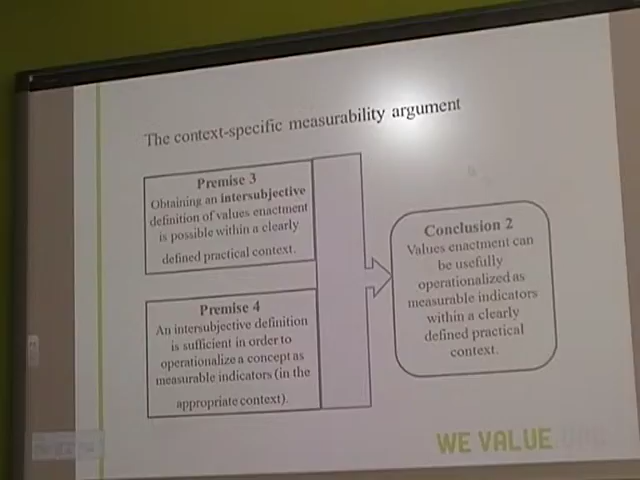 The context-specific measurability argument
Premise 3
Obtaining an intersubjective
definition of values enactment
is possible within a clearly
defined practical context.
Premise 4
An intersubjective definition
is sufficient in order to
operationalize a concept as
measurable indicators (in the
appropriate context).
Conclusion 2
Values enactment can
be usefully
operationalized as
measurable indicators
within a clearly
defined practical
context.
WE VALUE